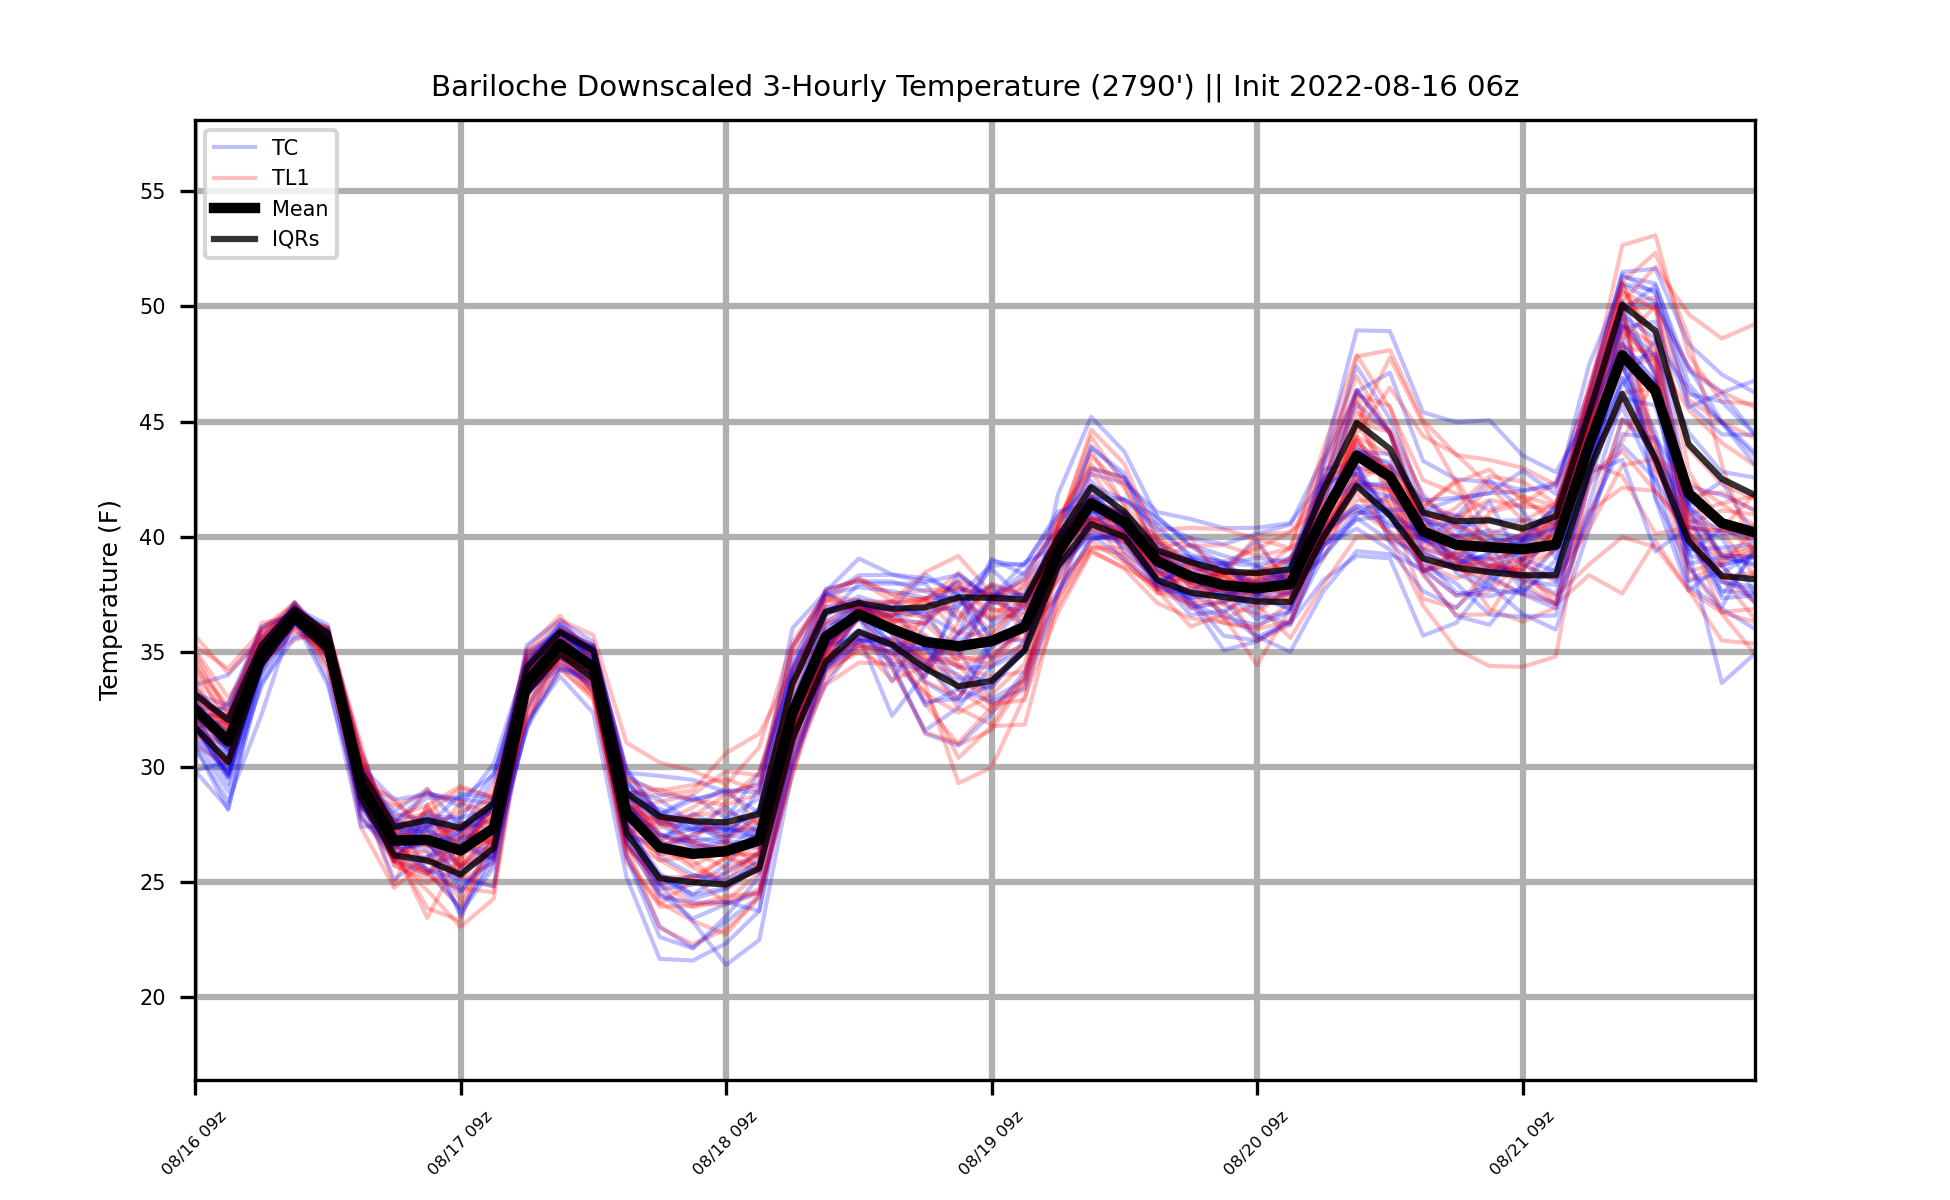 Bariloche Downscaled 3-Hourly Temperature (2790') || Init 2022-08-16 06z
TC
TL1
Mean
IQRs
Temperature (F)
55
50
45
40
35
30
25
20
08/16 09z
08/17 09z
08/18 09z
08/19 09z
08/20 09z
08/21 09z